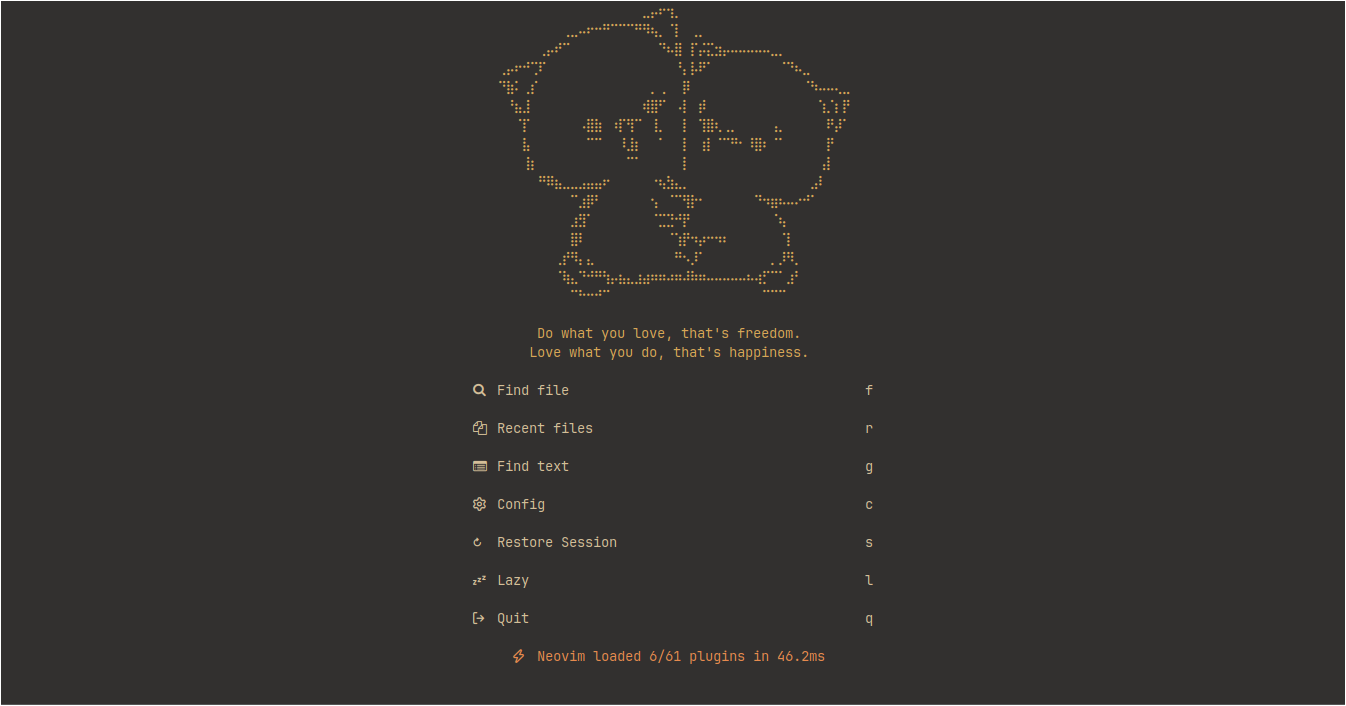 Do what you love, that's freedom.
Love what you do, that's happiness.
Find file f
Recent files r
Find text g
Config c
Restore Session s
zzz Lazy l
Quit q
Neovim loaded 6/61 plugins in 46.2ms